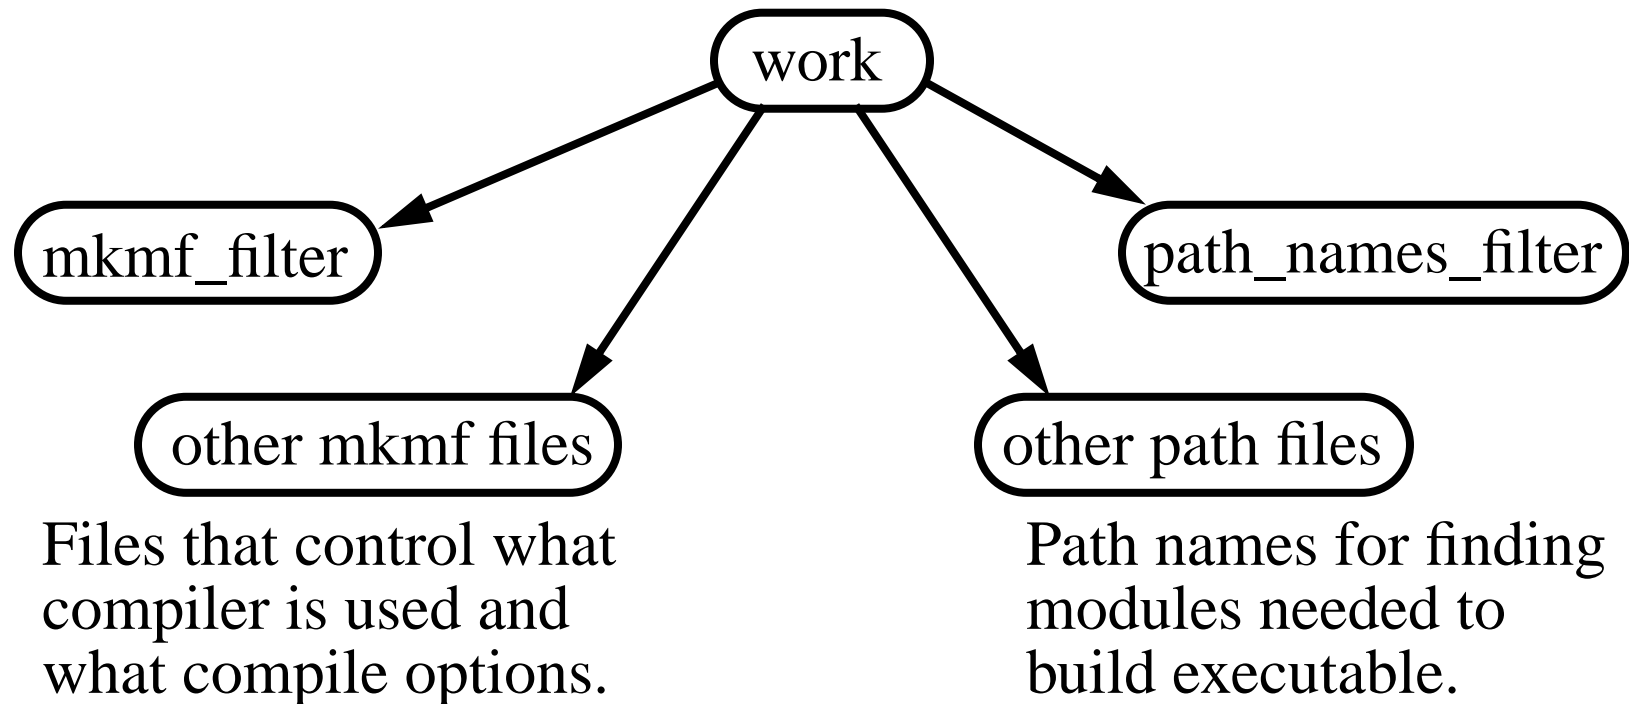 work
mkmf_filter
path_names_filter
other mkmf files
other path files
Files that control what
compiler is used and
what compile options.
Path names for finding
modules needed to
build executable.